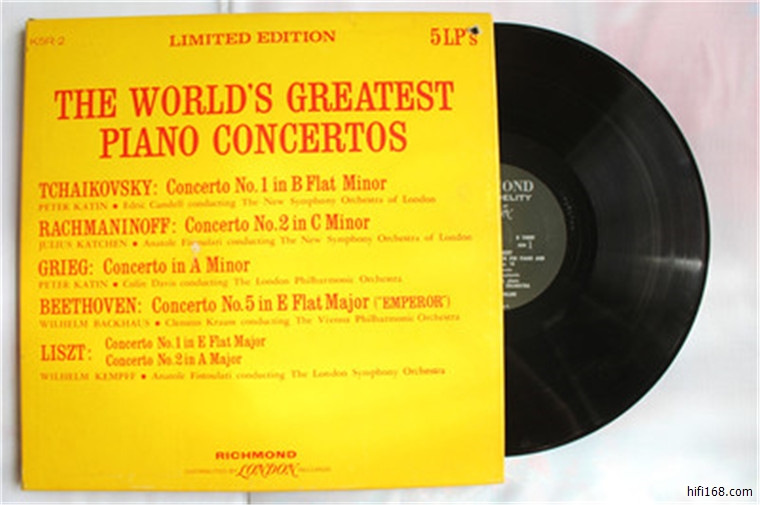 KSR-2
LIMITED EDITION
5 LP's
THE WORLD'S GREATEST
PIANO CONCERTOS
TCHAIKOVSKY: Concerto No.1 in B Flat Minor
PETER KATIN • Edric Cundell conducting The New Symphony Orchestra of London
RACHMANINOFF: Concerto No.2 in C Minor
JULIUS KATCHEN • Anatole Fistoulari conducting The New Symphony Orchestra of London
GRIEG: Concerto in A Minor
PETER KATIN • Colin Davis conducting The London Philharmonic Orchestra
BEETHOVEN: Concerto No.5 in E Flat Major ("EMPEROR")
WILHELM BACKHAUS • Clemens Krauss conducting The Vienna Philharmonic Orchestra
LISZT: Concerto No.1 in E Flat Major
Concerto No.2 in A Major
WILHELM KEMPFF • Anatole Fistoulari conducting The London Symphony Orchestra
RICHMOND
DISTRIBUTED BY LONDON RECORDS
MOND
DELITY
hifi168.com